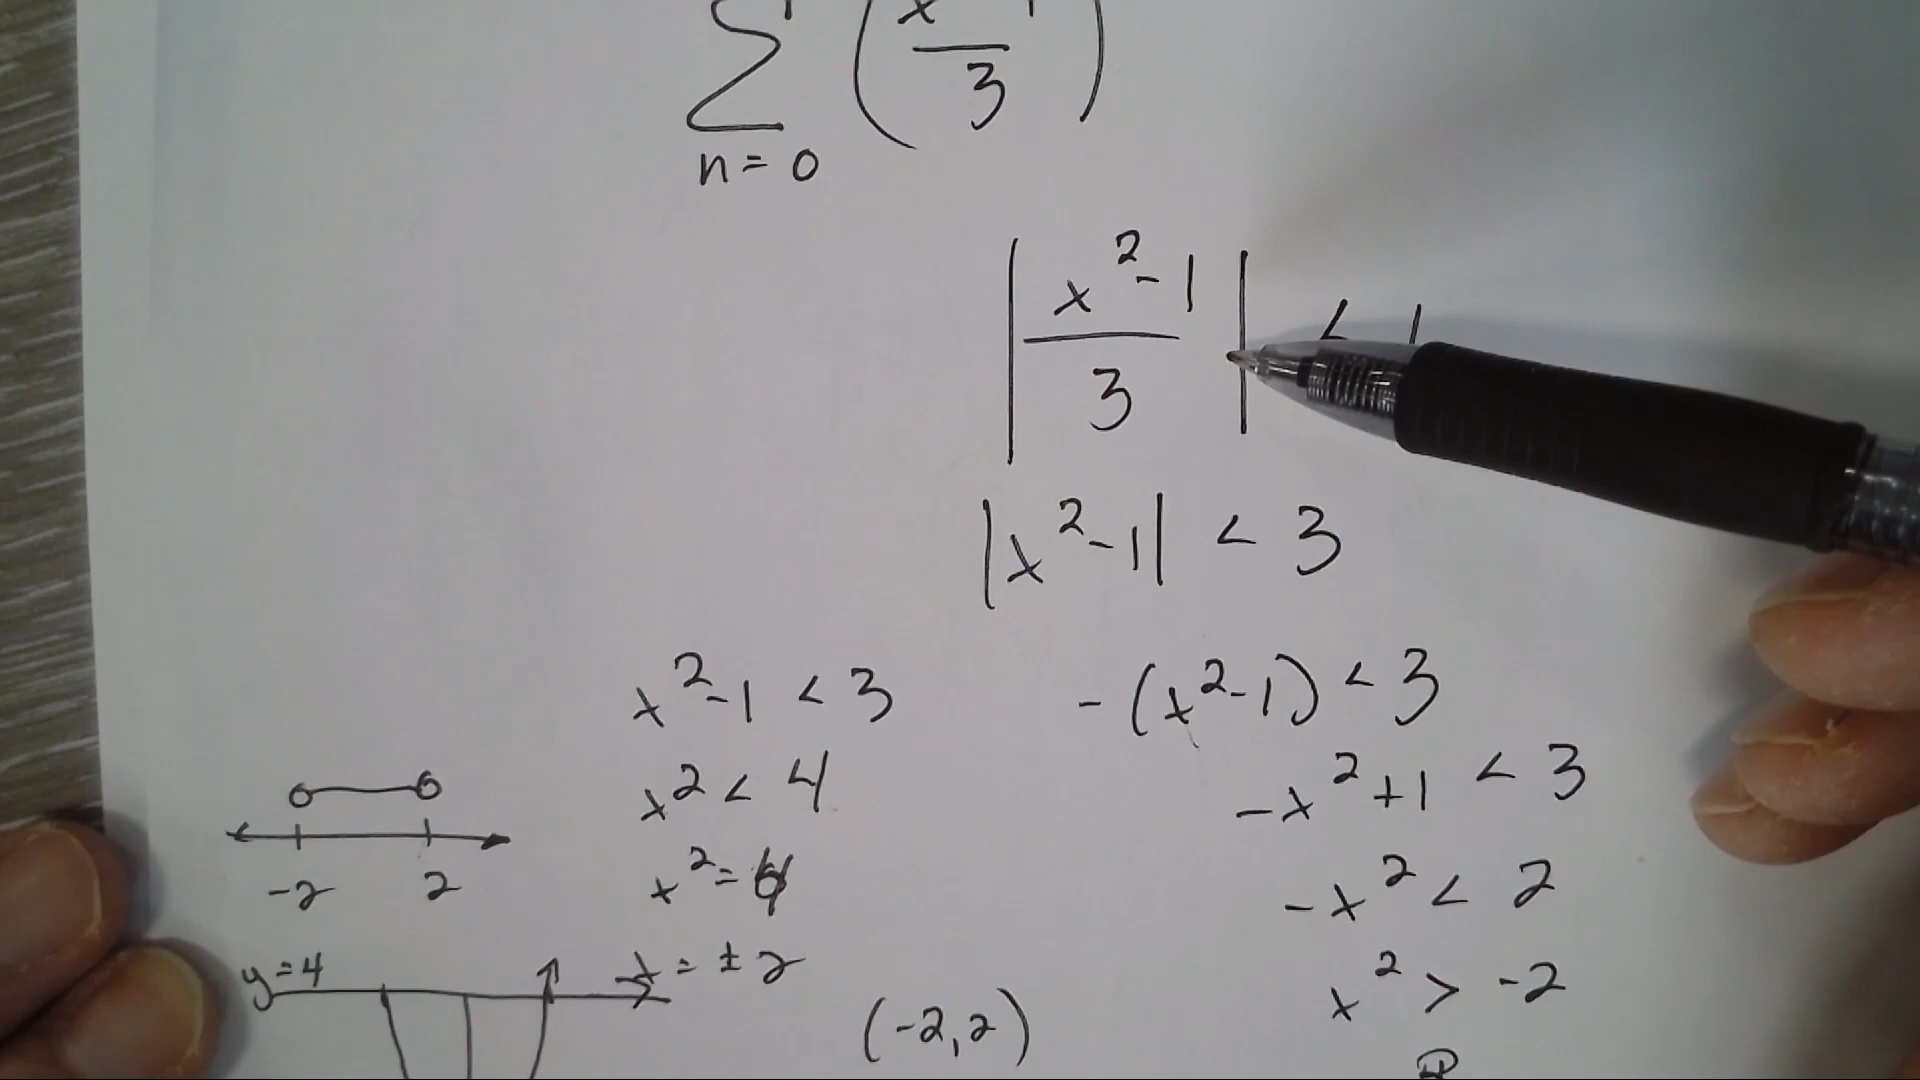 ∑ (x / 3)
n = 0
|x² - 1 / 3| < 1
|x² - 1| < 3
x² - 1 < 3
-(x² - 1) < 3
x² < 4
-x² + 1 < 3
-2 2
x² = 4
-x² < 2
y = 4
x = ± 2
x² > -2
(-2, 2)
ℝ